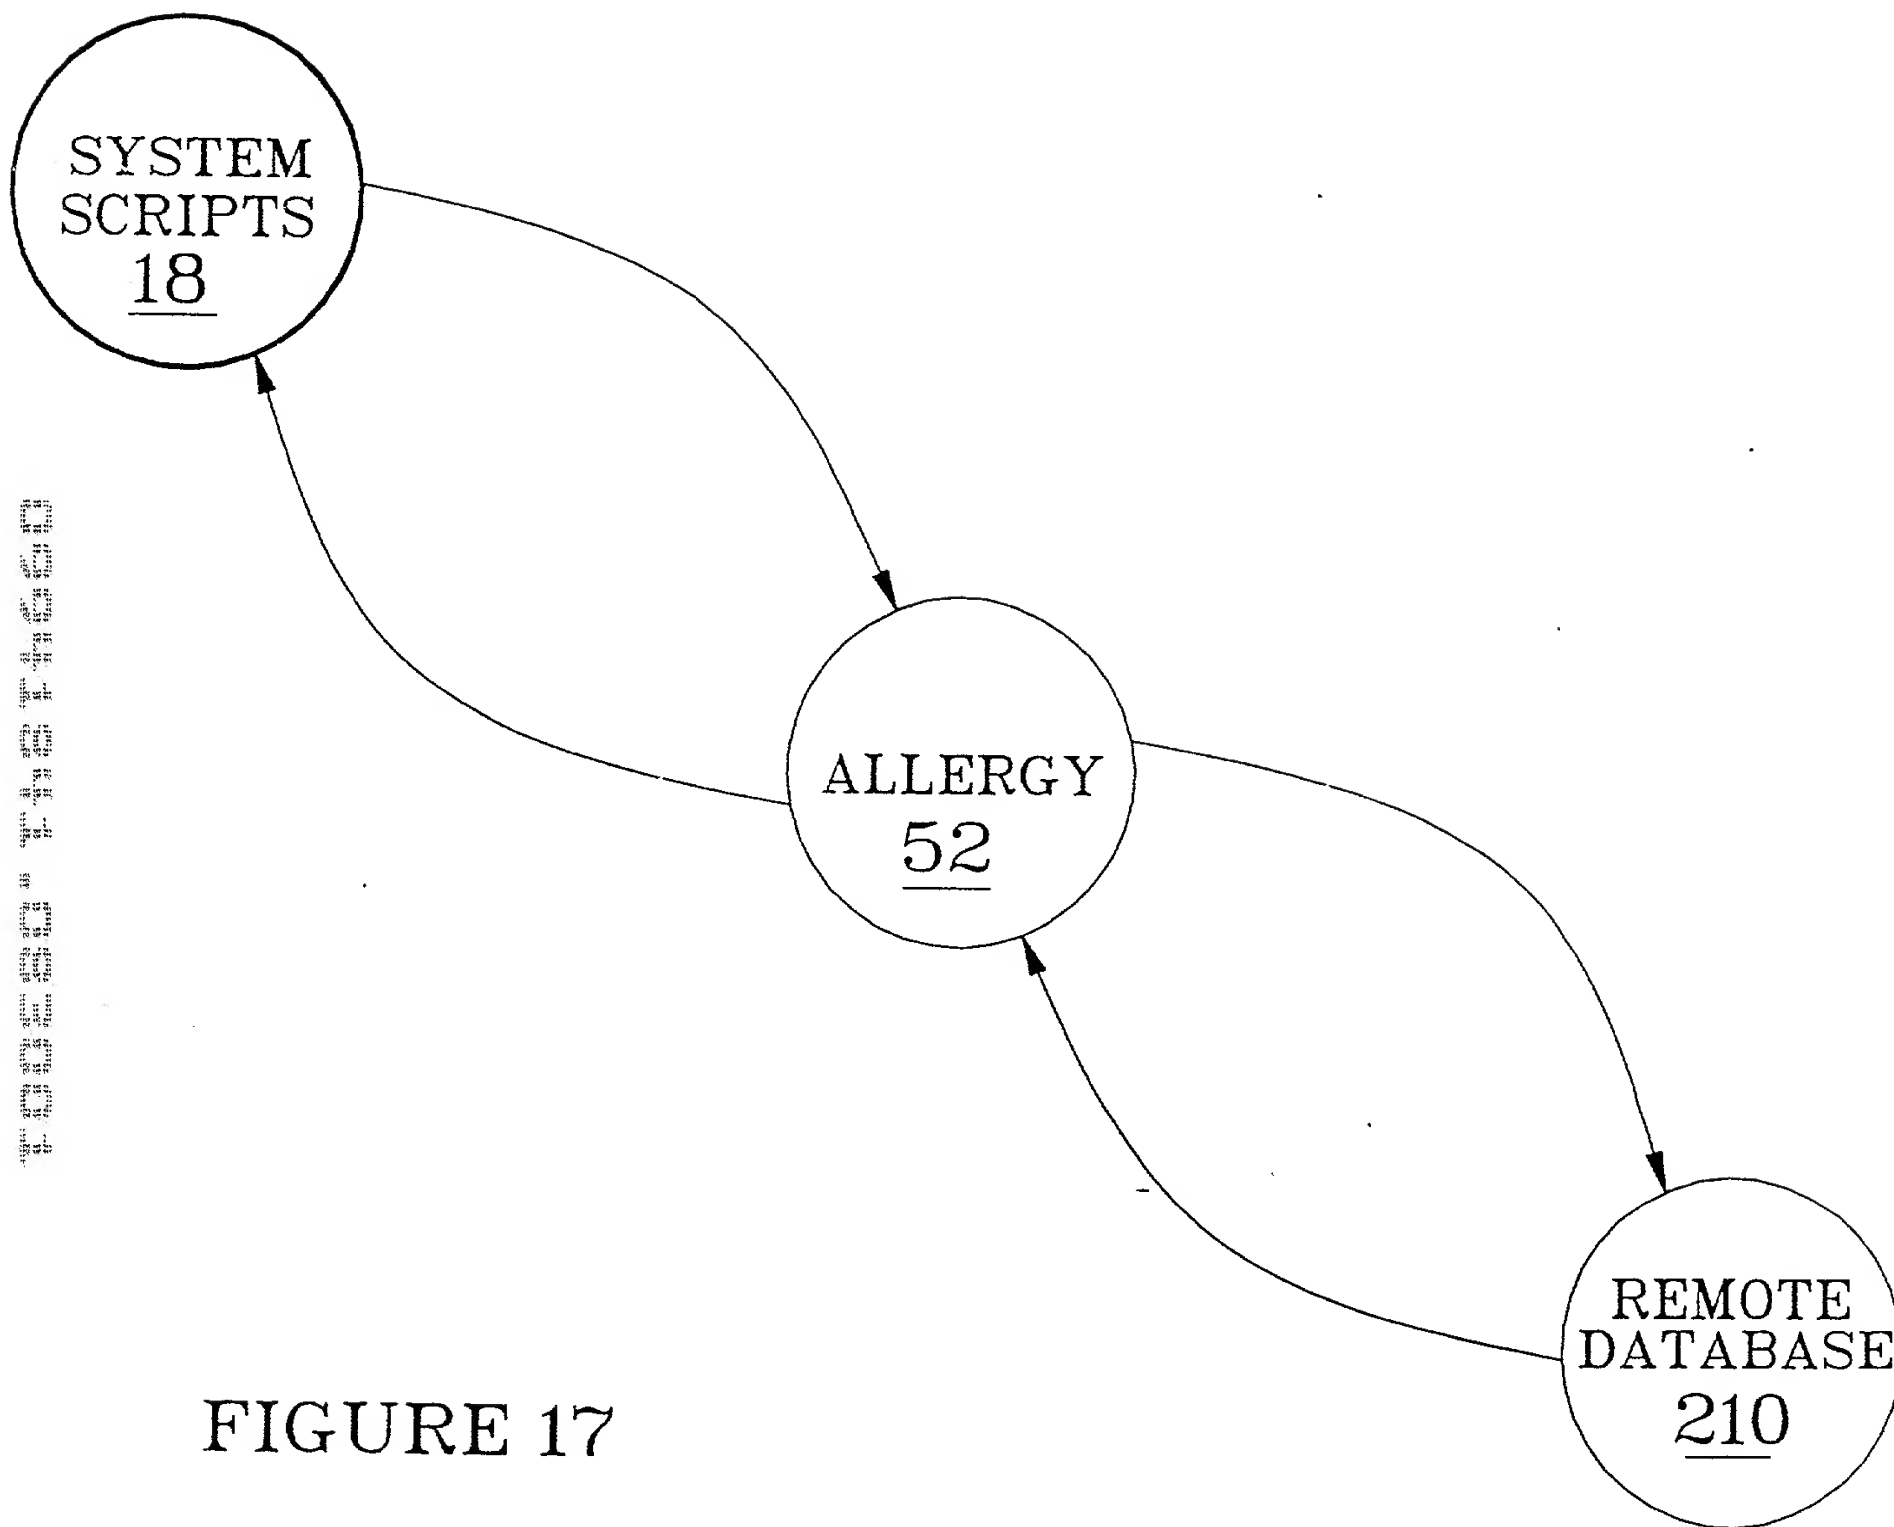 SYSTEM
SCRIPTS
18
ALLERGY
52
REMOTE
DATABASE
210
FIGURE 17